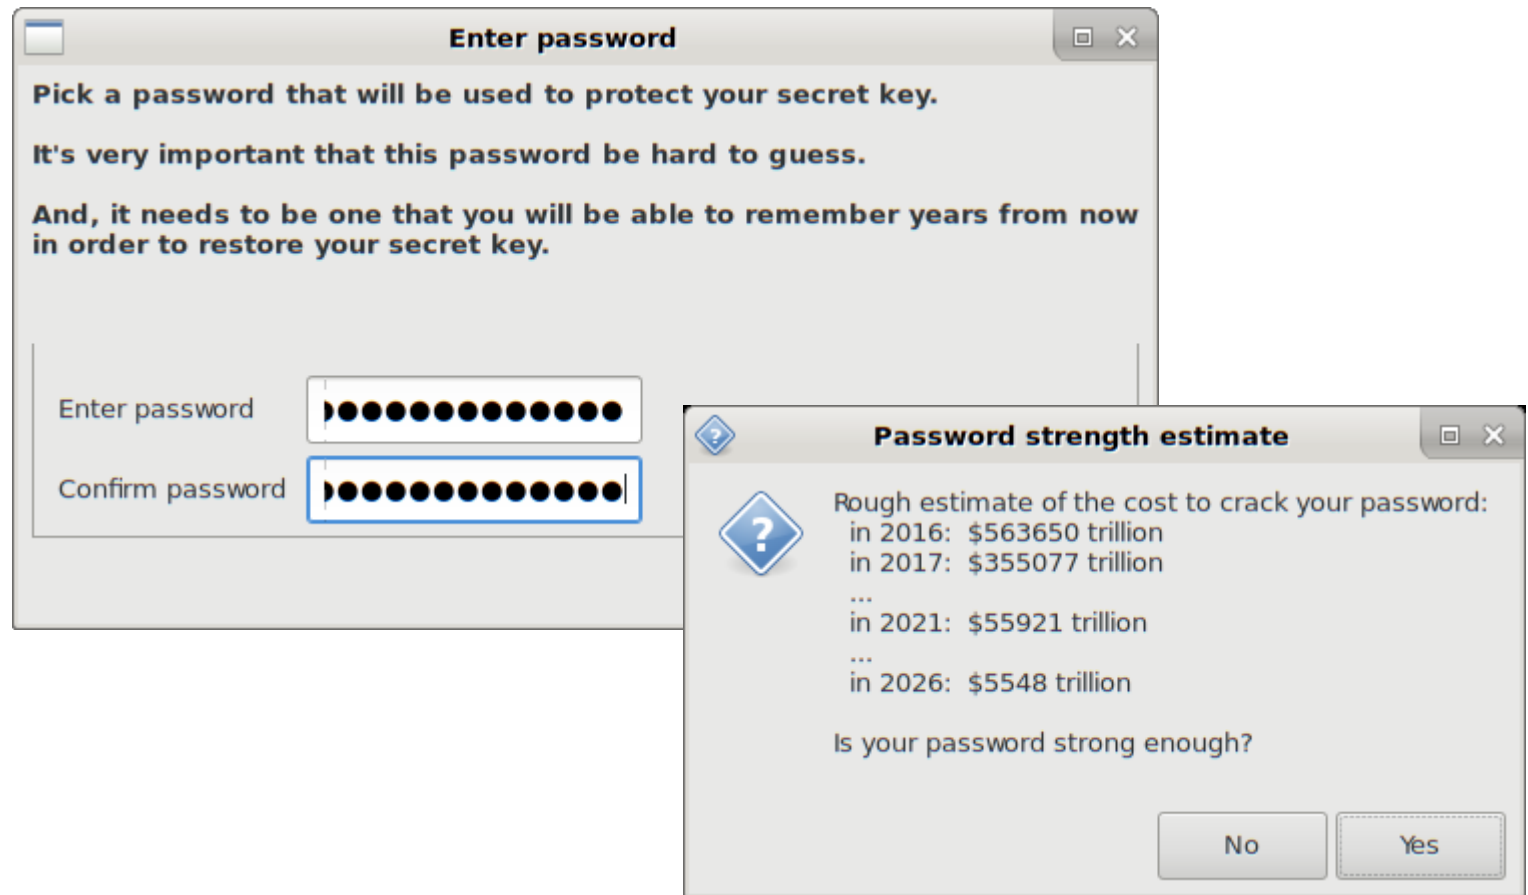 Enter password
Pick a password that will be used to protect your secret key.
It's very important that this password be hard to guess.
And, it needs to be one that you will be able to remember years from now
in order to restore your secret key.
Enter password
Confirm password
Password strength estimate
Rough estimate of the cost to crack your password:
in 2016: $563650 trillion
in 2017: $355077 trillion
...
in 2021: $55921 trillion
...
in 2026: $5548 trillion
Is your password strong enough?
No Yes